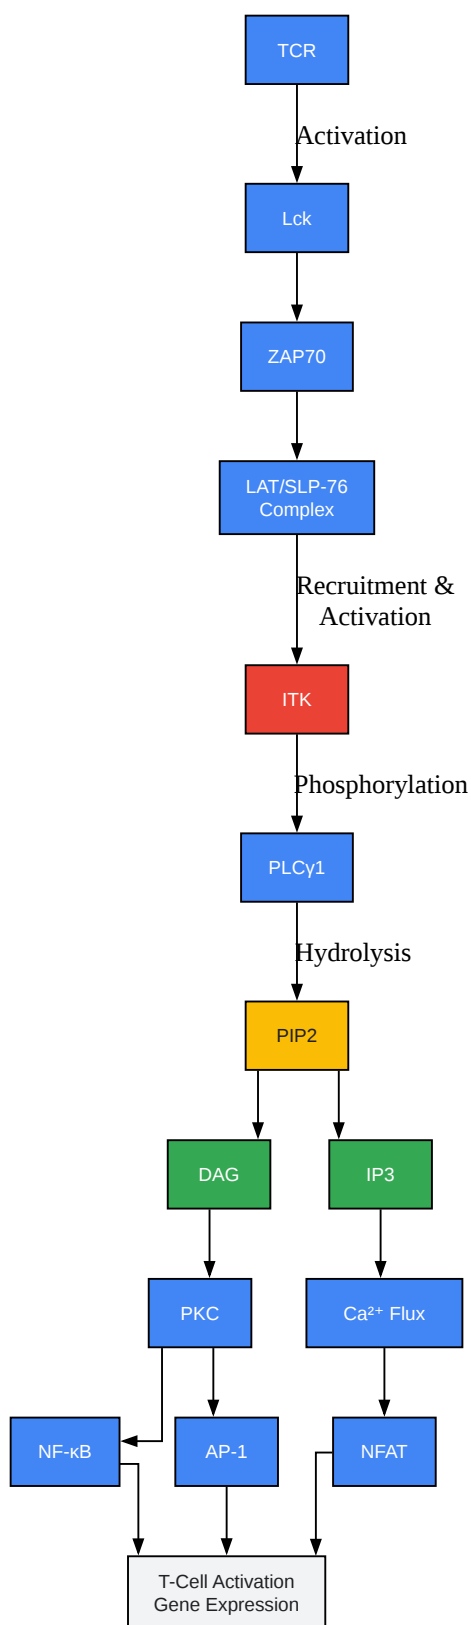 TCR
Activation
Lck
ZAP70
LAT/SLP-76
Complex
Recruitment &
Activation
ITK
Phosphorylation
PLCγ1
Hydrolysis
PIP2
DAG
IP3
PKC
Ca²⁺ Flux
NF-κB
AP-1
NFAT
T-Cell Activation
Gene Expression